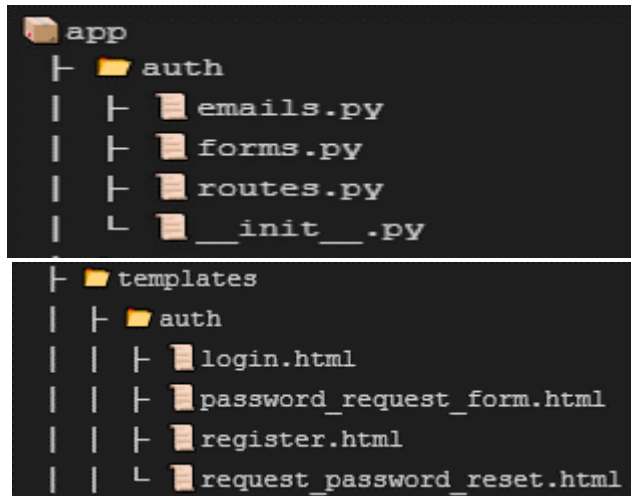 app
├ auth
│ ├ emails.py
│ ├ forms.py
│ ├ routes.py
│ └ __init__.py
├ templates
│ ├ auth
│ │ ├ login.html
│ │ ├ password_request_form.html
│ │ ├ register.html
│ │ └ request_password_reset.html